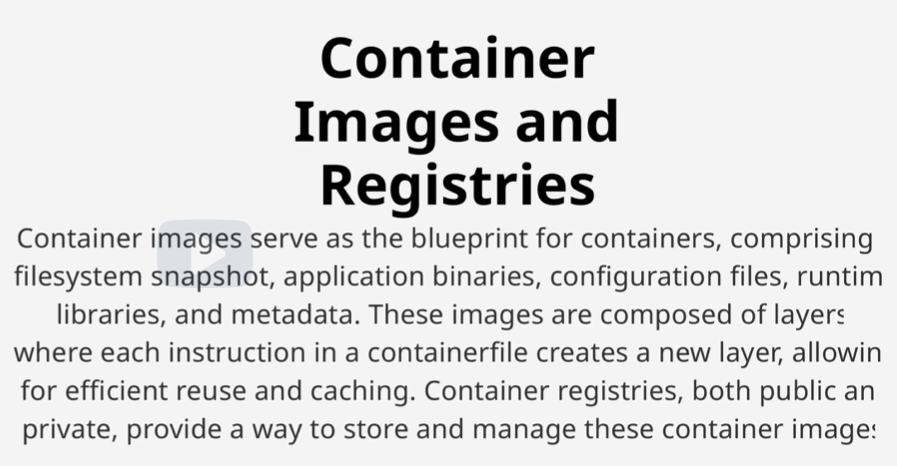 Container
Images and
Registries
Container images serve as the blueprint for containers, comprising
filesystem snapshot, application binaries, configuration files, runtim
libraries, and metadata. These images are composed of layers
where each instruction in a containerfile creates a new layer, allowin
for efficient reuse and caching. Container registries, both public an
private, provide a way to store and manage these container images